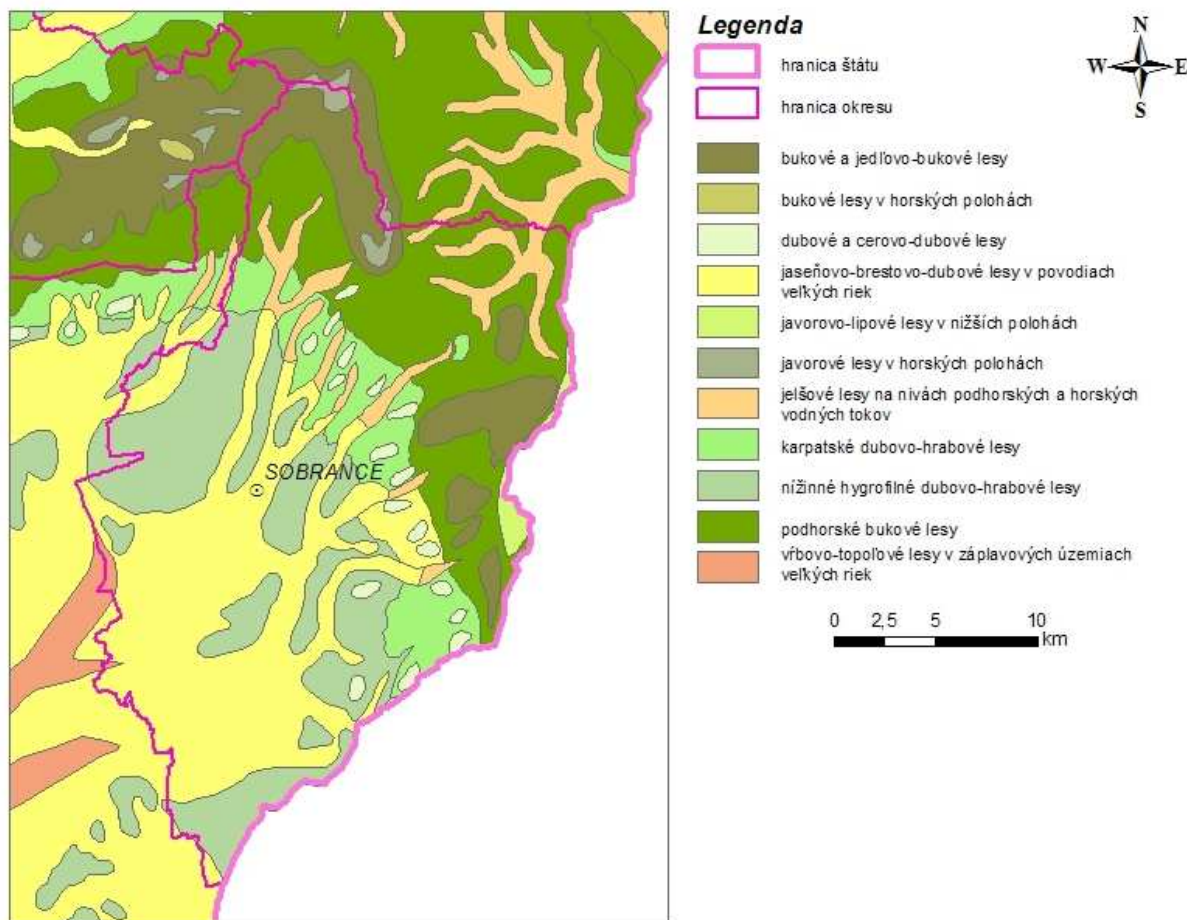 Legenda
hranica štátu
hranica okresu
N
W
E
S
bukové a jedľovo-bukové lesy
bukové lesy v horských polohách
dubové a cerovo-dubové lesy
jaseňovo-brestovo-dubové lesy v povodiach
veľkých riek
javorovo-lipové lesy v nižších polohách
javorové lesy v horských polohách
jelšové lesy na nivách podhorských a horských
vodných tokov
karpatské dubovo-hrabové lesy
nížinné hygrofilné dubovo-hrabové lesy
podhorské bukové lesy
vŕbovo-topoľové lesy v záplavových územiach
veľkých riek
0 2,5 5 10
km
SOBRANCE